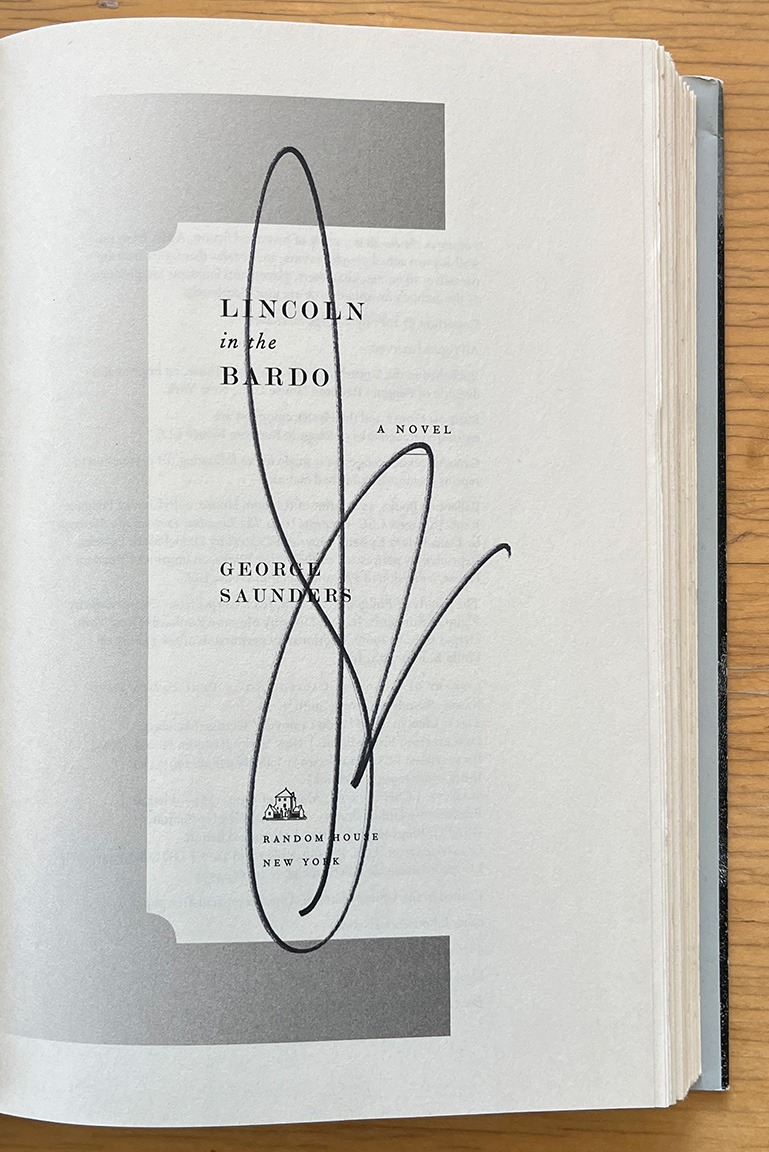 LINCOLN
in the
BARDO
A NOVEL
GEORGE
SAUNDERS
RANDOM HOUSE
NEW YORK